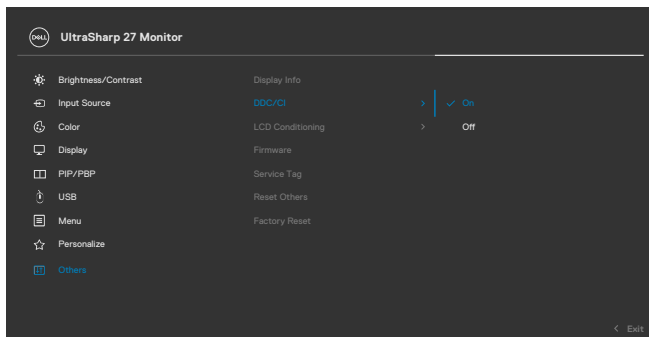 DELL UltraSharp 27 Monitor
Brightness/Contrast Display Info
Input Source DDC/CI > ✓ On
Color LCD Conditioning > Off
Display Firmware
PIP/PBP Service Tag
USB Reset Others
Menu Factory Reset
Personalize
Others
< Exit